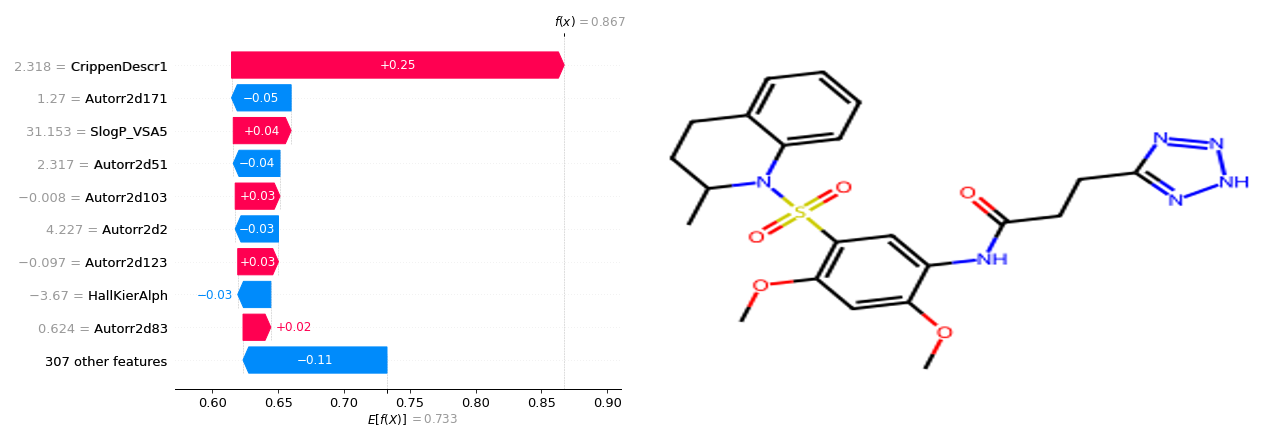 f(x) = 0.867
2.318 = CrippenDescr1 +0.25
1.27 = Autorr2d171 −0.05
31.153 = SlogP_VSA5 +0.04
2.317 = Autorr2d51 −0.04
−0.008 = Autorr2d103 +0.03
4.227 = Autorr2d2 −0.03
−0.097 = Autorr2d123 +0.03
−3.67 = HallKierAlph −0.03
0.624 = Autorr2d83 +0.02
307 other features −0.11
0.60 0.65 0.70 0.75 0.80 0.85 0.90
E[f(X)] = 0.733
N N
O N NH
N O N
S O
O NH
O
O